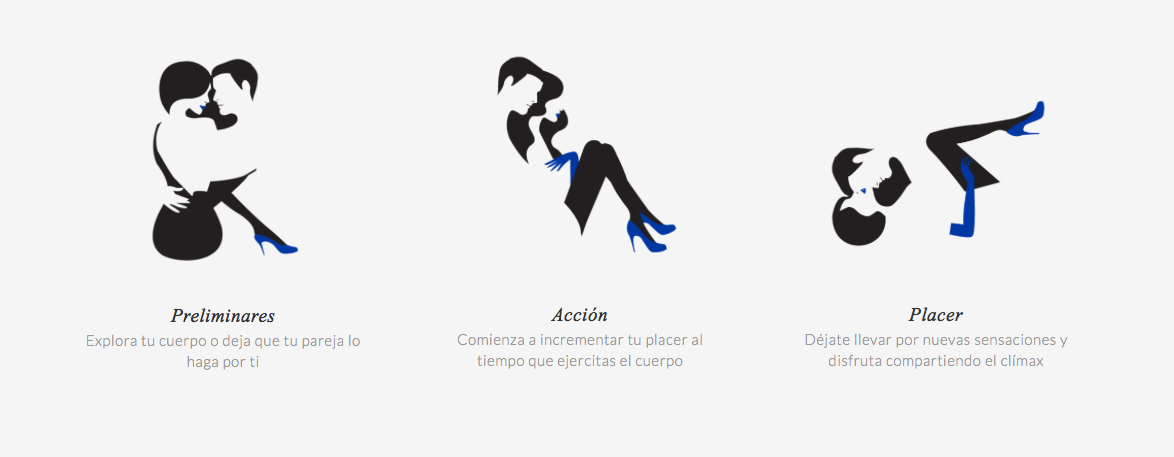 Preliminares
Explora tu cuerpo o deja que tu pareja lo
haga por ti
Acción
Comienza a incrementar tu placer al
tiempo que ejercitas el cuerpo
Placer
Déjate llevar por nuevas sensaciones y
disfruta compartiendo el clímax